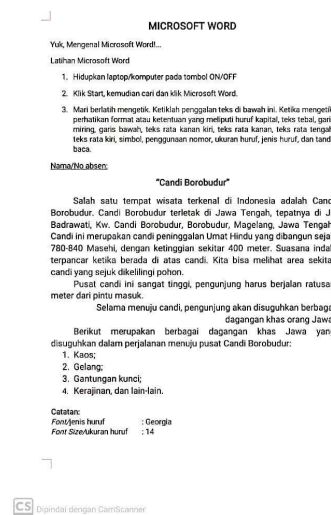 MICROSOFT WORD
Yuk, Mengenal Microsoft Word!...
Latihan Microsoft Word
1. Hidupkan laptop/komputer pada tombol ON/OFF
2. Klik Start, kemudian cari dan klik Microsoft Word.
3. Mari berlatih mengetik. Ketiklah penggalan teks di bawah ini. Ketika mengetik
perhatikan format atau ketentuan yang meliputi huruf kapital, teks tebal, gari
miring, garis bawah, teks rata kanan kiri, teks rata kanan, teks rata tengah
teks rata kiri, simbol, penggunaan nomor, ukuran huruf, jenis huruf, dan tand
baca.
Nama/No absen:
"Candi Borobudur"
Salah satu tempat wisata terkenal di Indonesia adalah Cand
Borobudur. Candi Borobudur terletak di Jawa Tengah, tepatnya di J
Badrawati, Kw. Candi Borobudur, Borobudur, Magelang, Jawa Tengah
Candi ini merupakan candi peninggalan Umat Hindu yang dibangun seja
780-840 Masehi, dengan ketinggian sekitar 400 meter. Suasana indal
terpancar ketika berada di atas candi. Kita bisa melihat area sekita
candi yang sejuk dikelilingi pohon.
Pusat candi ini sangat tinggi, pengunjung harus berjalan ratusa
meter dari pintu masuk.
Selama menuju candi, pengunjung akan disuguhkan berbaga
dagangan khas orang Jawa
Berikut merupakan berbagai dagangan khas Jawa yan
disuguhkan dalam perjalanan menuju pusat Candi Borobudur:
1. Kaos;
2. Gelang;
3. Gantungan kunci;
4. Kerajinan, dan lain-lain.
Catatan:
Font/jenis huruf : Georgia
Font Size/ukuran huruf : 14
CS Dipindai dengan CamScanner